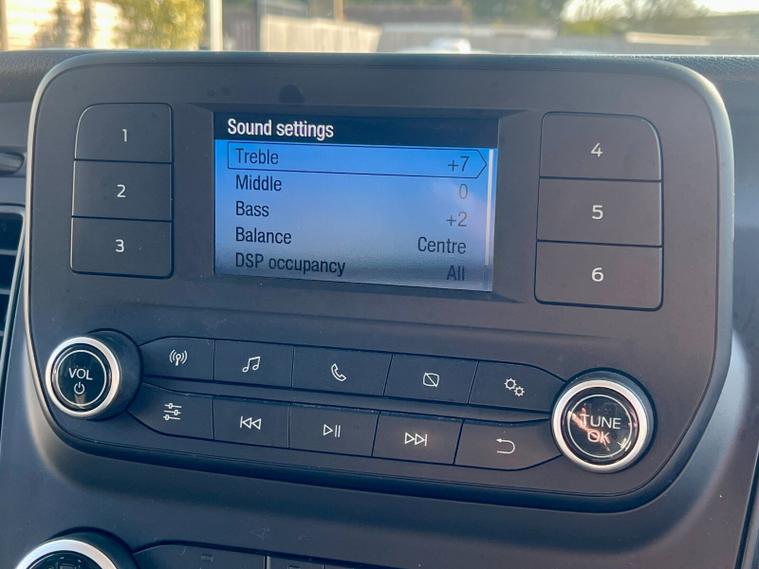 Sound settings
Treble +7
Middle 0
Bass +2
Balance Centre
DSP occupancy All
1
2
3
4
5
6
VOL
TUNE
OK